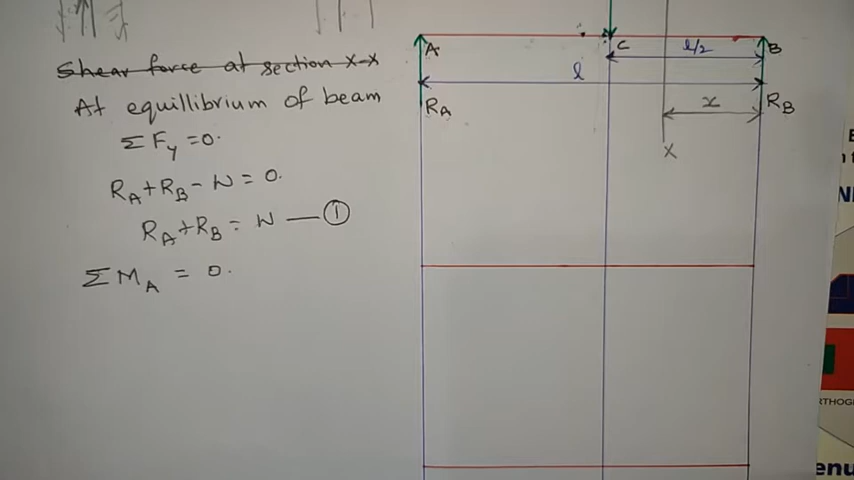 Shear force at section X-X
At equillibrium of beam
ΣFy = 0.
RA + RB - W = 0.
RA + RB = W — ①
ΣMA = 0.
A
C
B
l/2
l
RA
x
RB
X
THOG